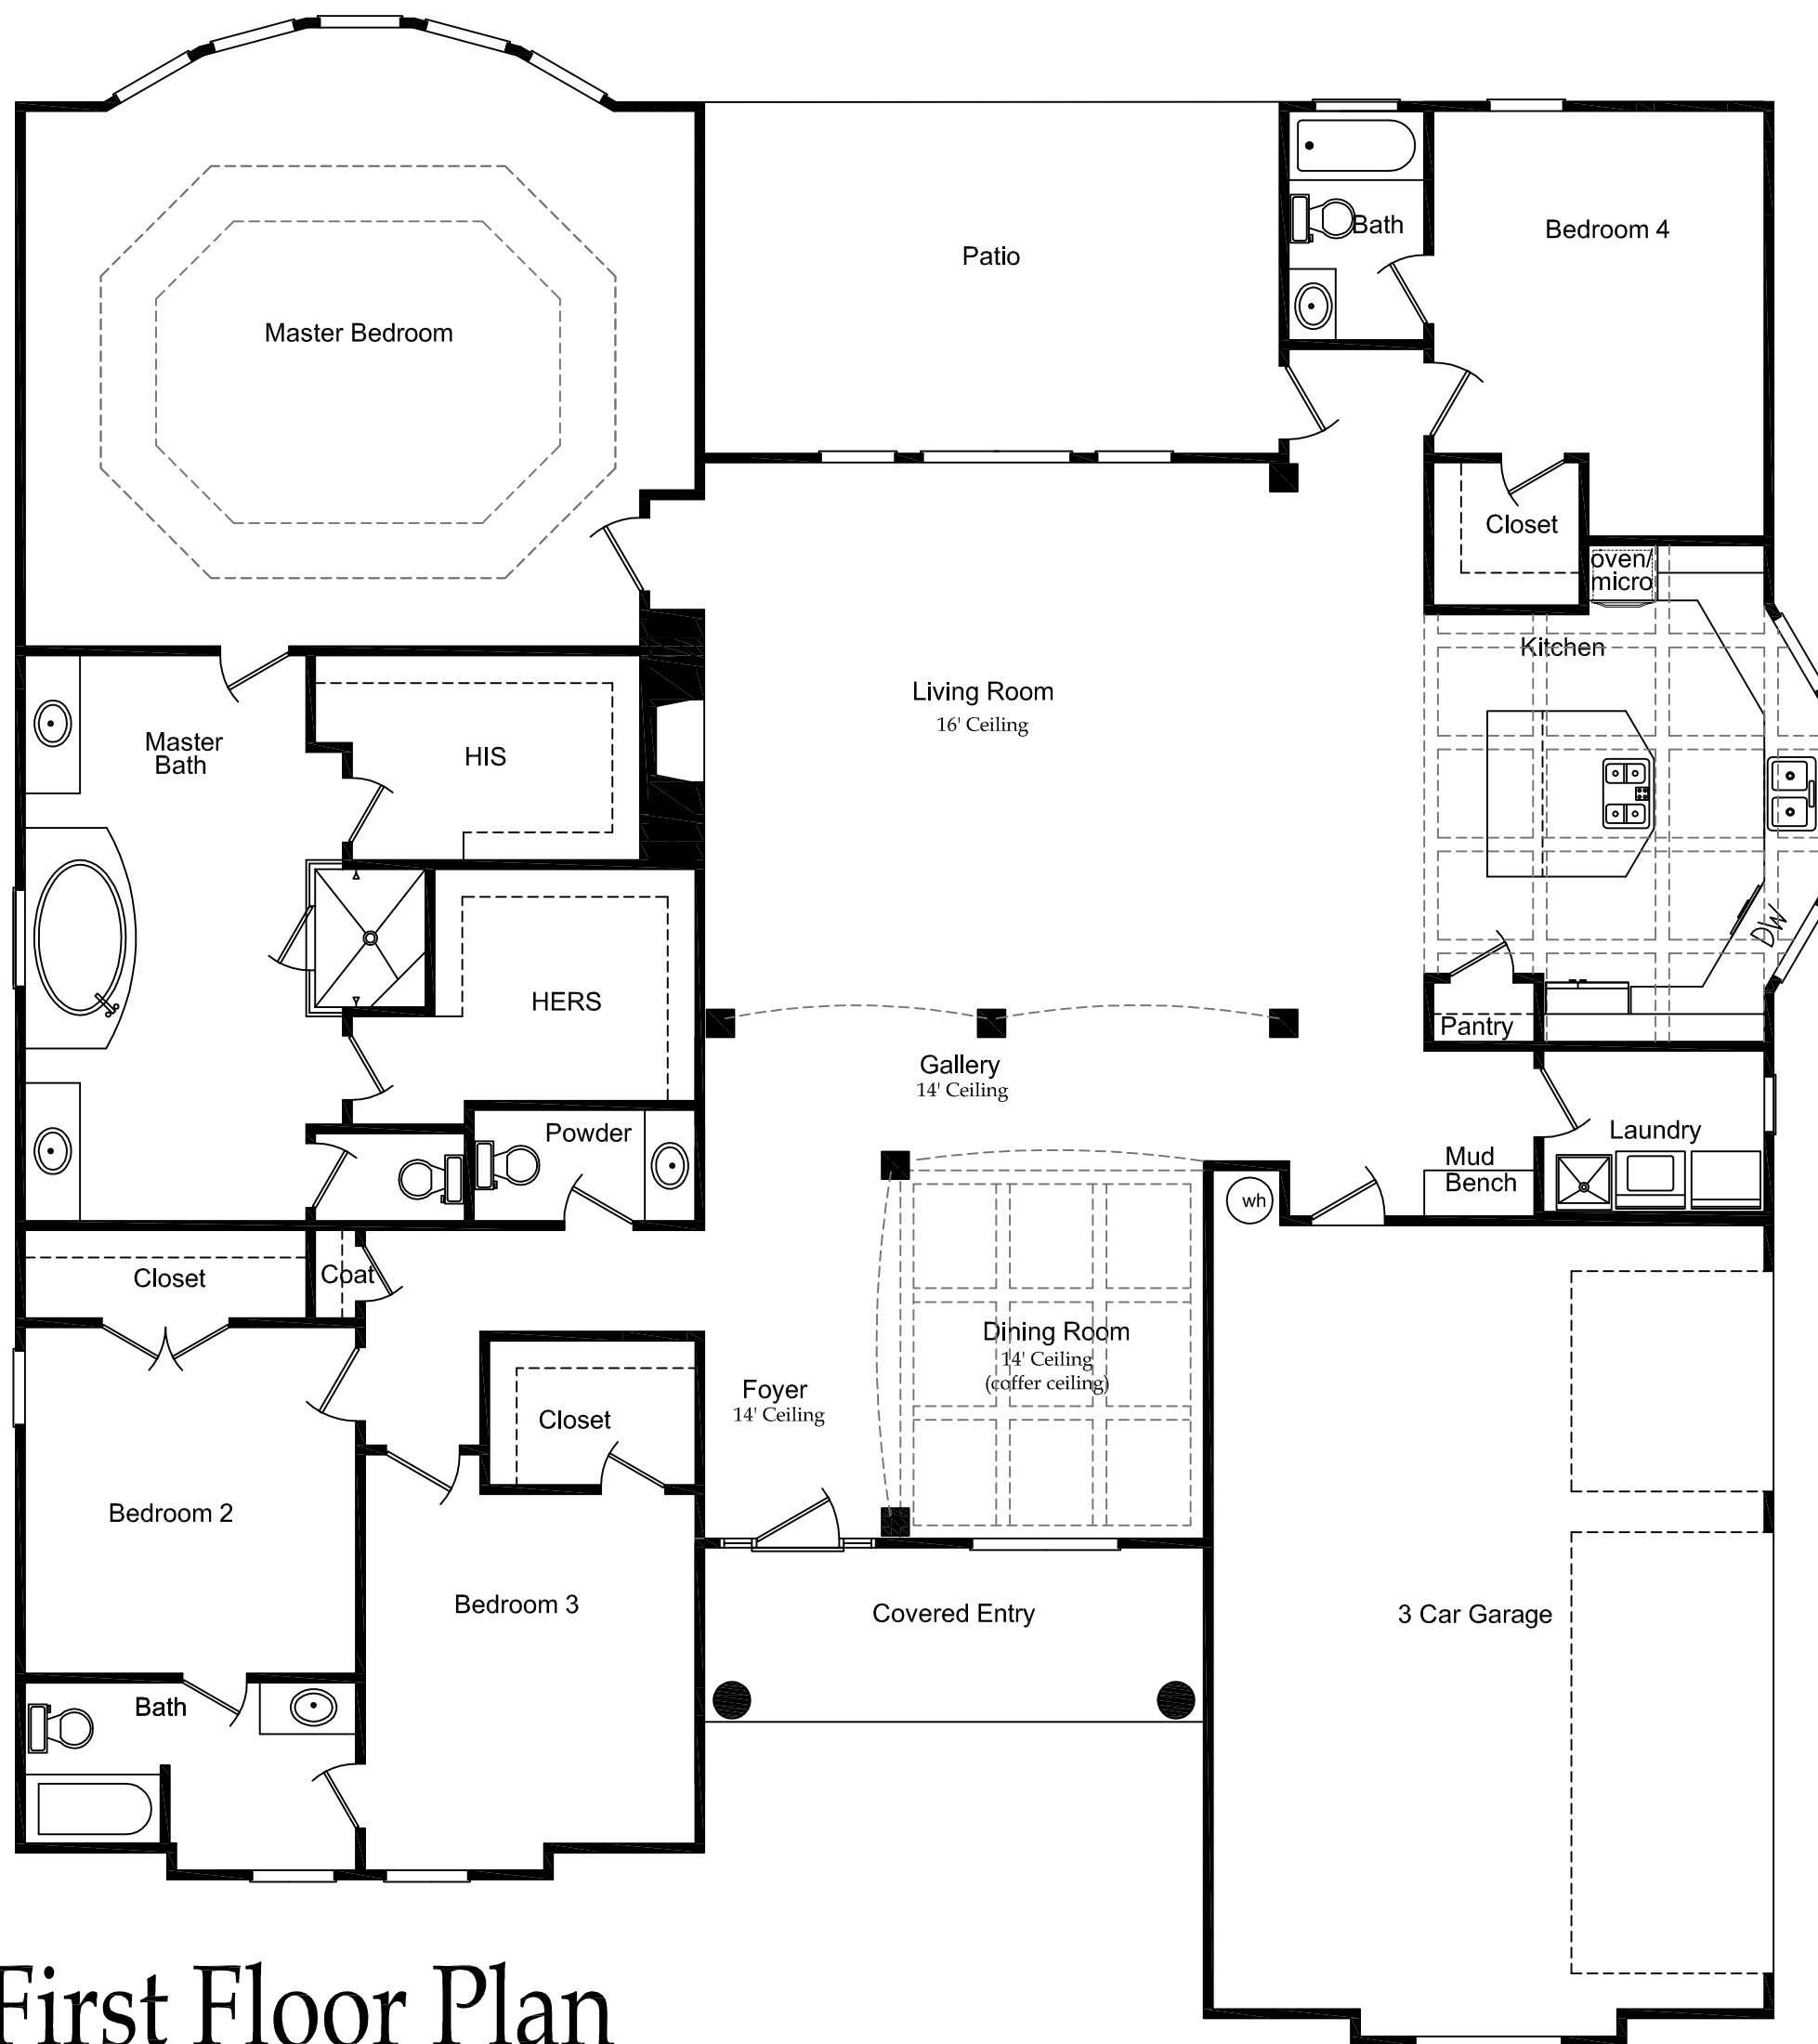 Bath
Bedroom 4
Patio
Master Bedroom
Closet
oven/
micro
Kitchen
Living Room
16' Ceiling
Master
Bath
HIS
DW
HERS
Pantry
Gallery
14' Ceiling
Powder
Laundry
Mud
Bench
wh
Closet
Coat
Dining Room
14' Ceiling
(coffer ceiling)
Foyer
14' Ceiling
Closet
Bedroom 2
Bedroom 3
Covered Entry
3 Car Garage
Bath
First Floor Plan